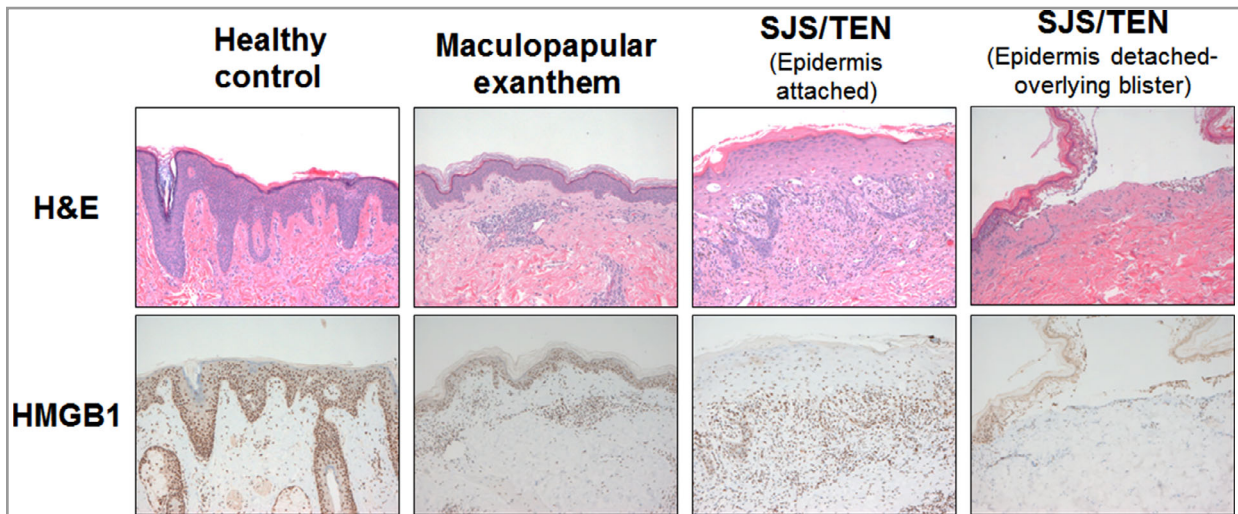 Healthy
control
Maculopapular
exanthem
SJS/TEN
(Epidermis
attached)
SJS/TEN
(Epidermis detached-
overlying blister)
H&E
HMGB1